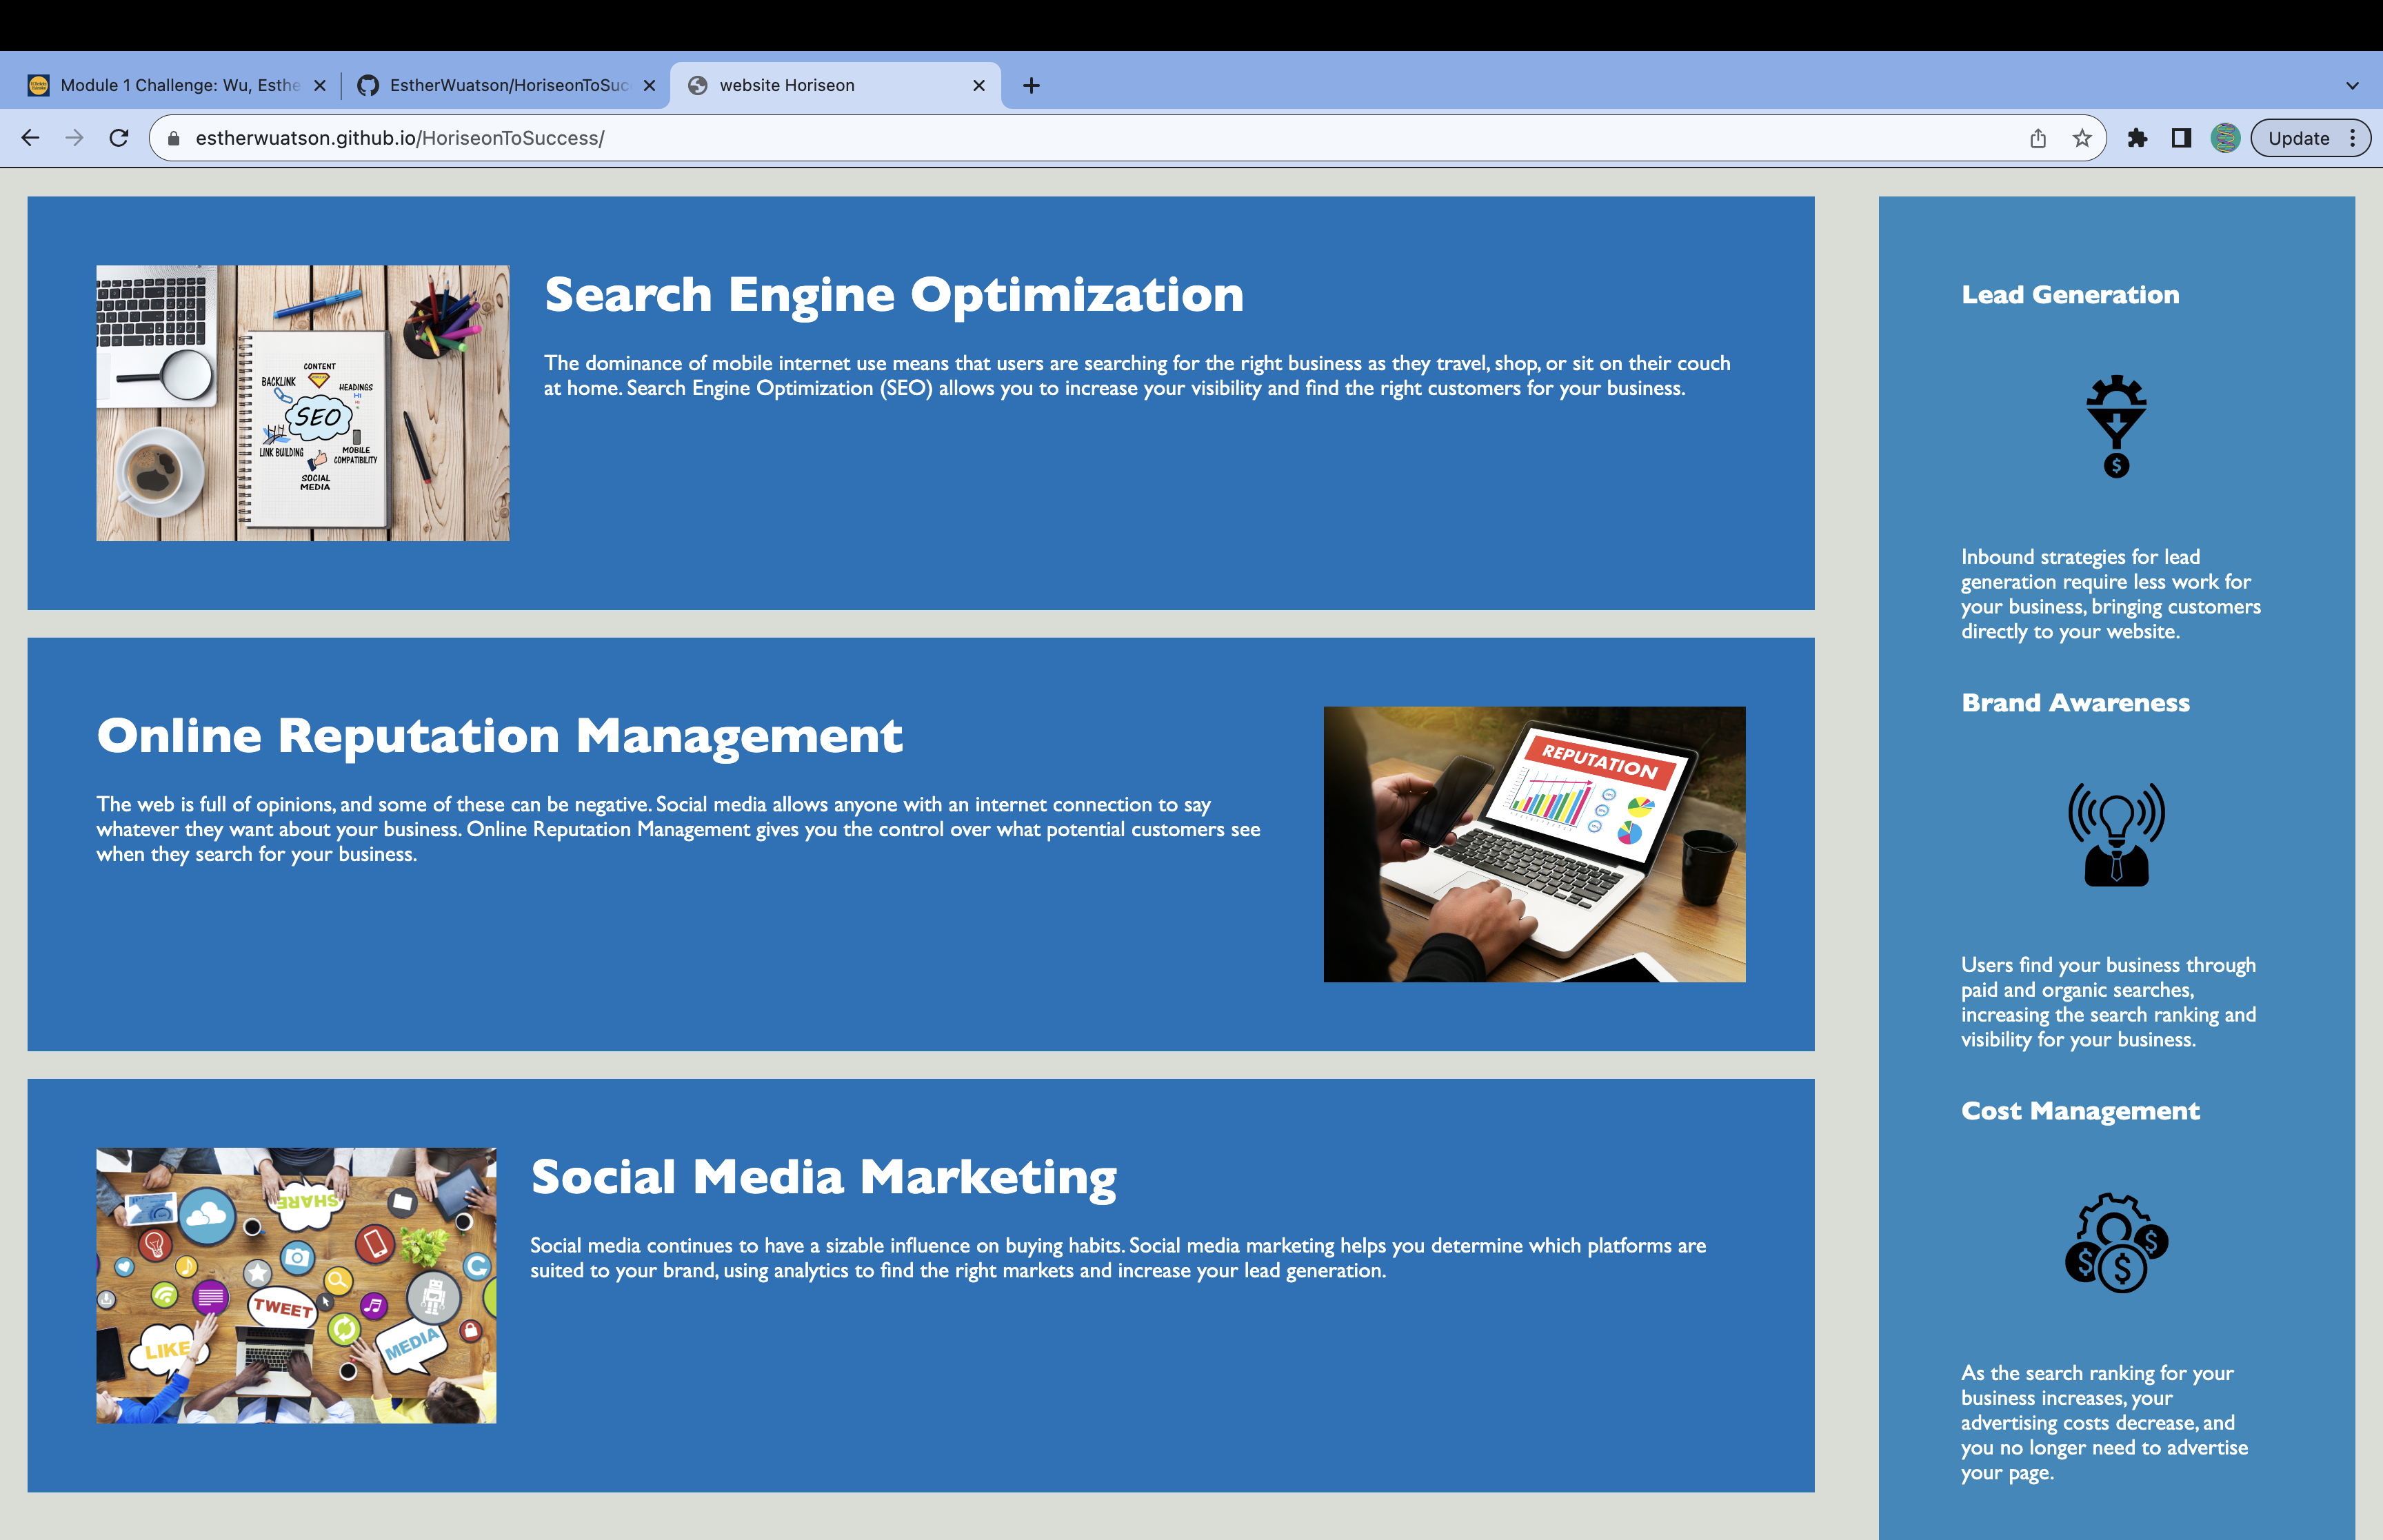 Module 1 Challenge: Wu, Esthe
EstherWuatson/HoriseonToSuc
website Horiseon
estherwuatson.github.io/HoriseonToSuccess/
Update
Search Engine Optimization
The dominance of mobile internet use means that users are searching for the right business as they travel, shop, or sit on their couch
at home. Search Engine Optimization (SEO) allows you to increase your visibility and find the right customers for your business.
CONTENT
BACKLINK
HEADINGS
H1
SEO
LINK BUILDING
MOBILE
COMPATIBILITY
SOCIAL
MEDIA
Online Reputation Management
The web is full of opinions, and some of these can be negative. Social media allows anyone with an internet connection to say
whatever they want about your business. Online Reputation Management gives you the control over what potential customers see
when they search for your business.
REPUTATION
Social Media Marketing
Social media continues to have a sizable influence on buying habits. Social media marketing helps you determine which platforms are
suited to your brand, using analytics to find the right markets and increase your lead generation.
SHARE
TWEET
LIKE
MEDIA
Lead Generation
$
Inbound strategies for lead
generation require less work for
your business, bringing customers
directly to your website.
Brand Awareness
Users find your business through
paid and organic searches,
increasing the search ranking and
visibility for your business.
Cost Management
$ $ $
As the search ranking for your
business increases, your
advertising costs decrease, and
you no longer need to advertise
your page.